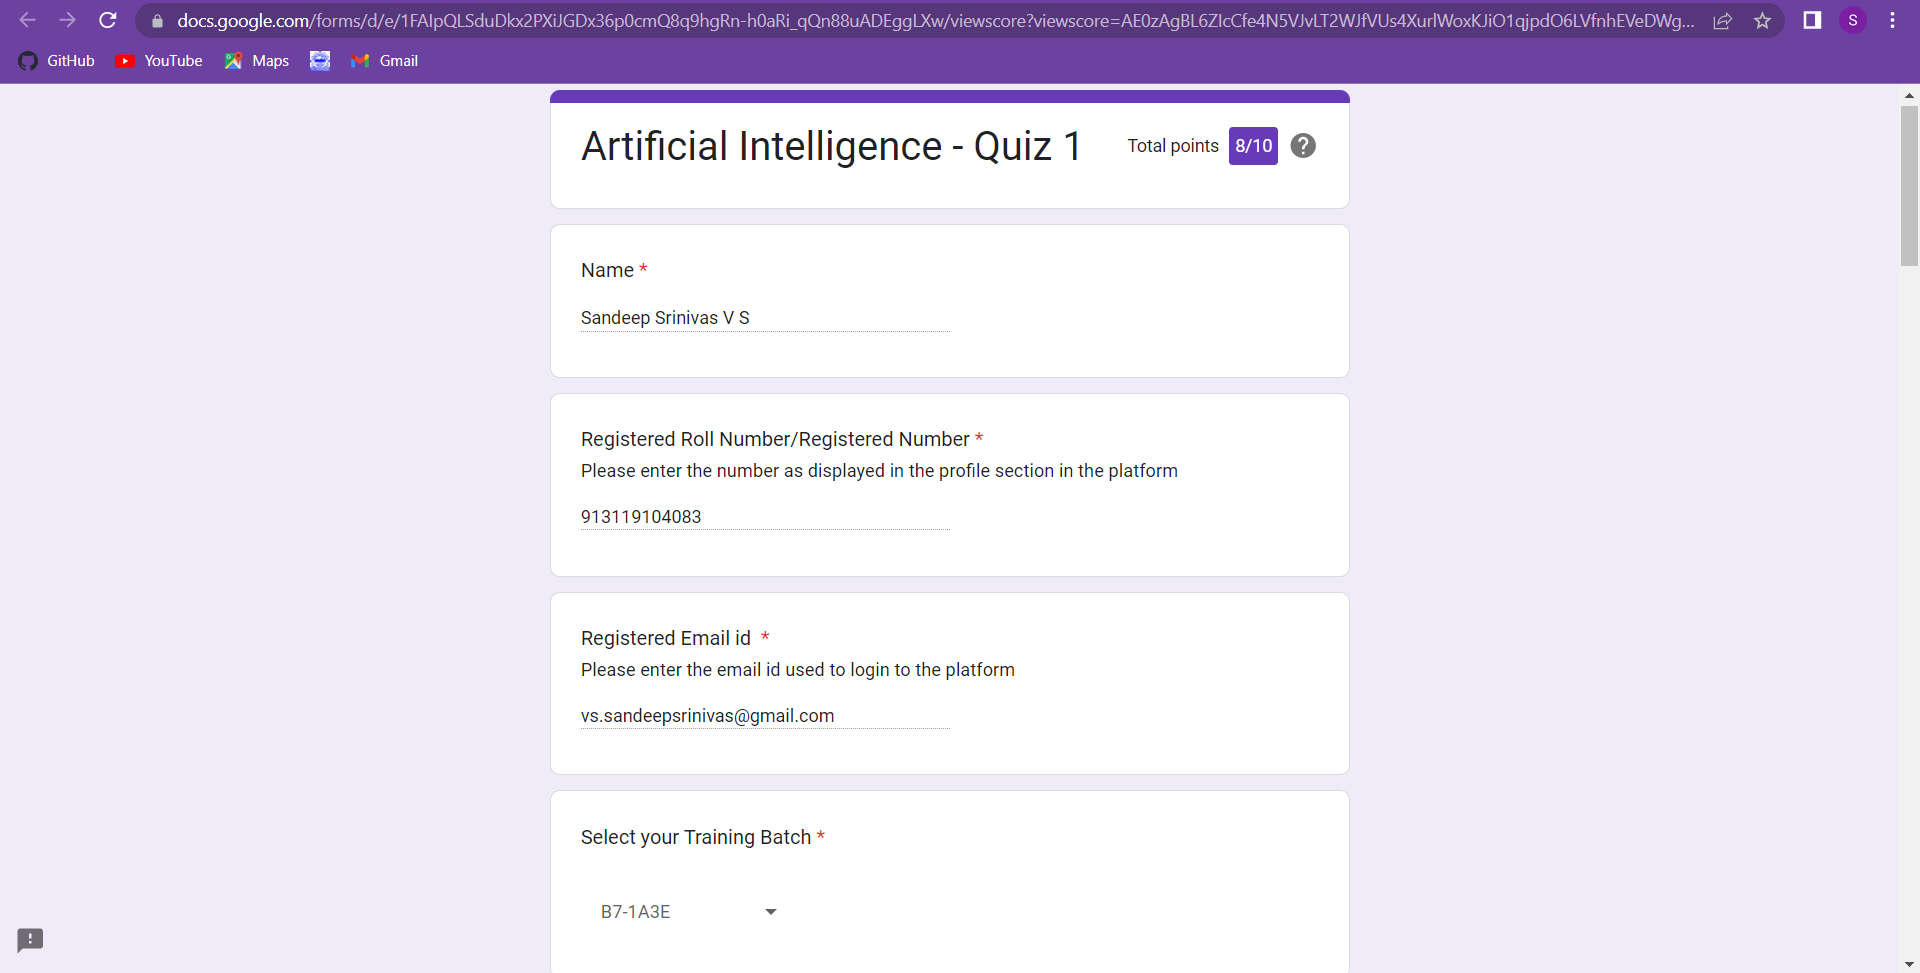 docs.google.com/forms/d/e/1FAIpQLSduDkx2PXiJGDx36p0cmQ8q9hgRn-h0aRi_qQn88uADEggLXw/viewscore?viewscore=AE0zAgBL6ZIcCfe4N5VJvLT2WJfVUs4XurlWoxKJiO1qjpdO6LVfnhEVeDWg...
S
GitHub YouTube Maps Gmail
Artificial Intelligence - Quiz 1 Total points 8/10 ?
Name *
Sandeep Srinivas V S
Registered Roll Number/Registered Number *
Please enter the number as displayed in the profile section in the platform
913119104083
Registered Email id *
Please enter the email id used to login to the platform
vs.sandeepsrinivas@gmail.com
Select your Training Batch *
B7-1A3E